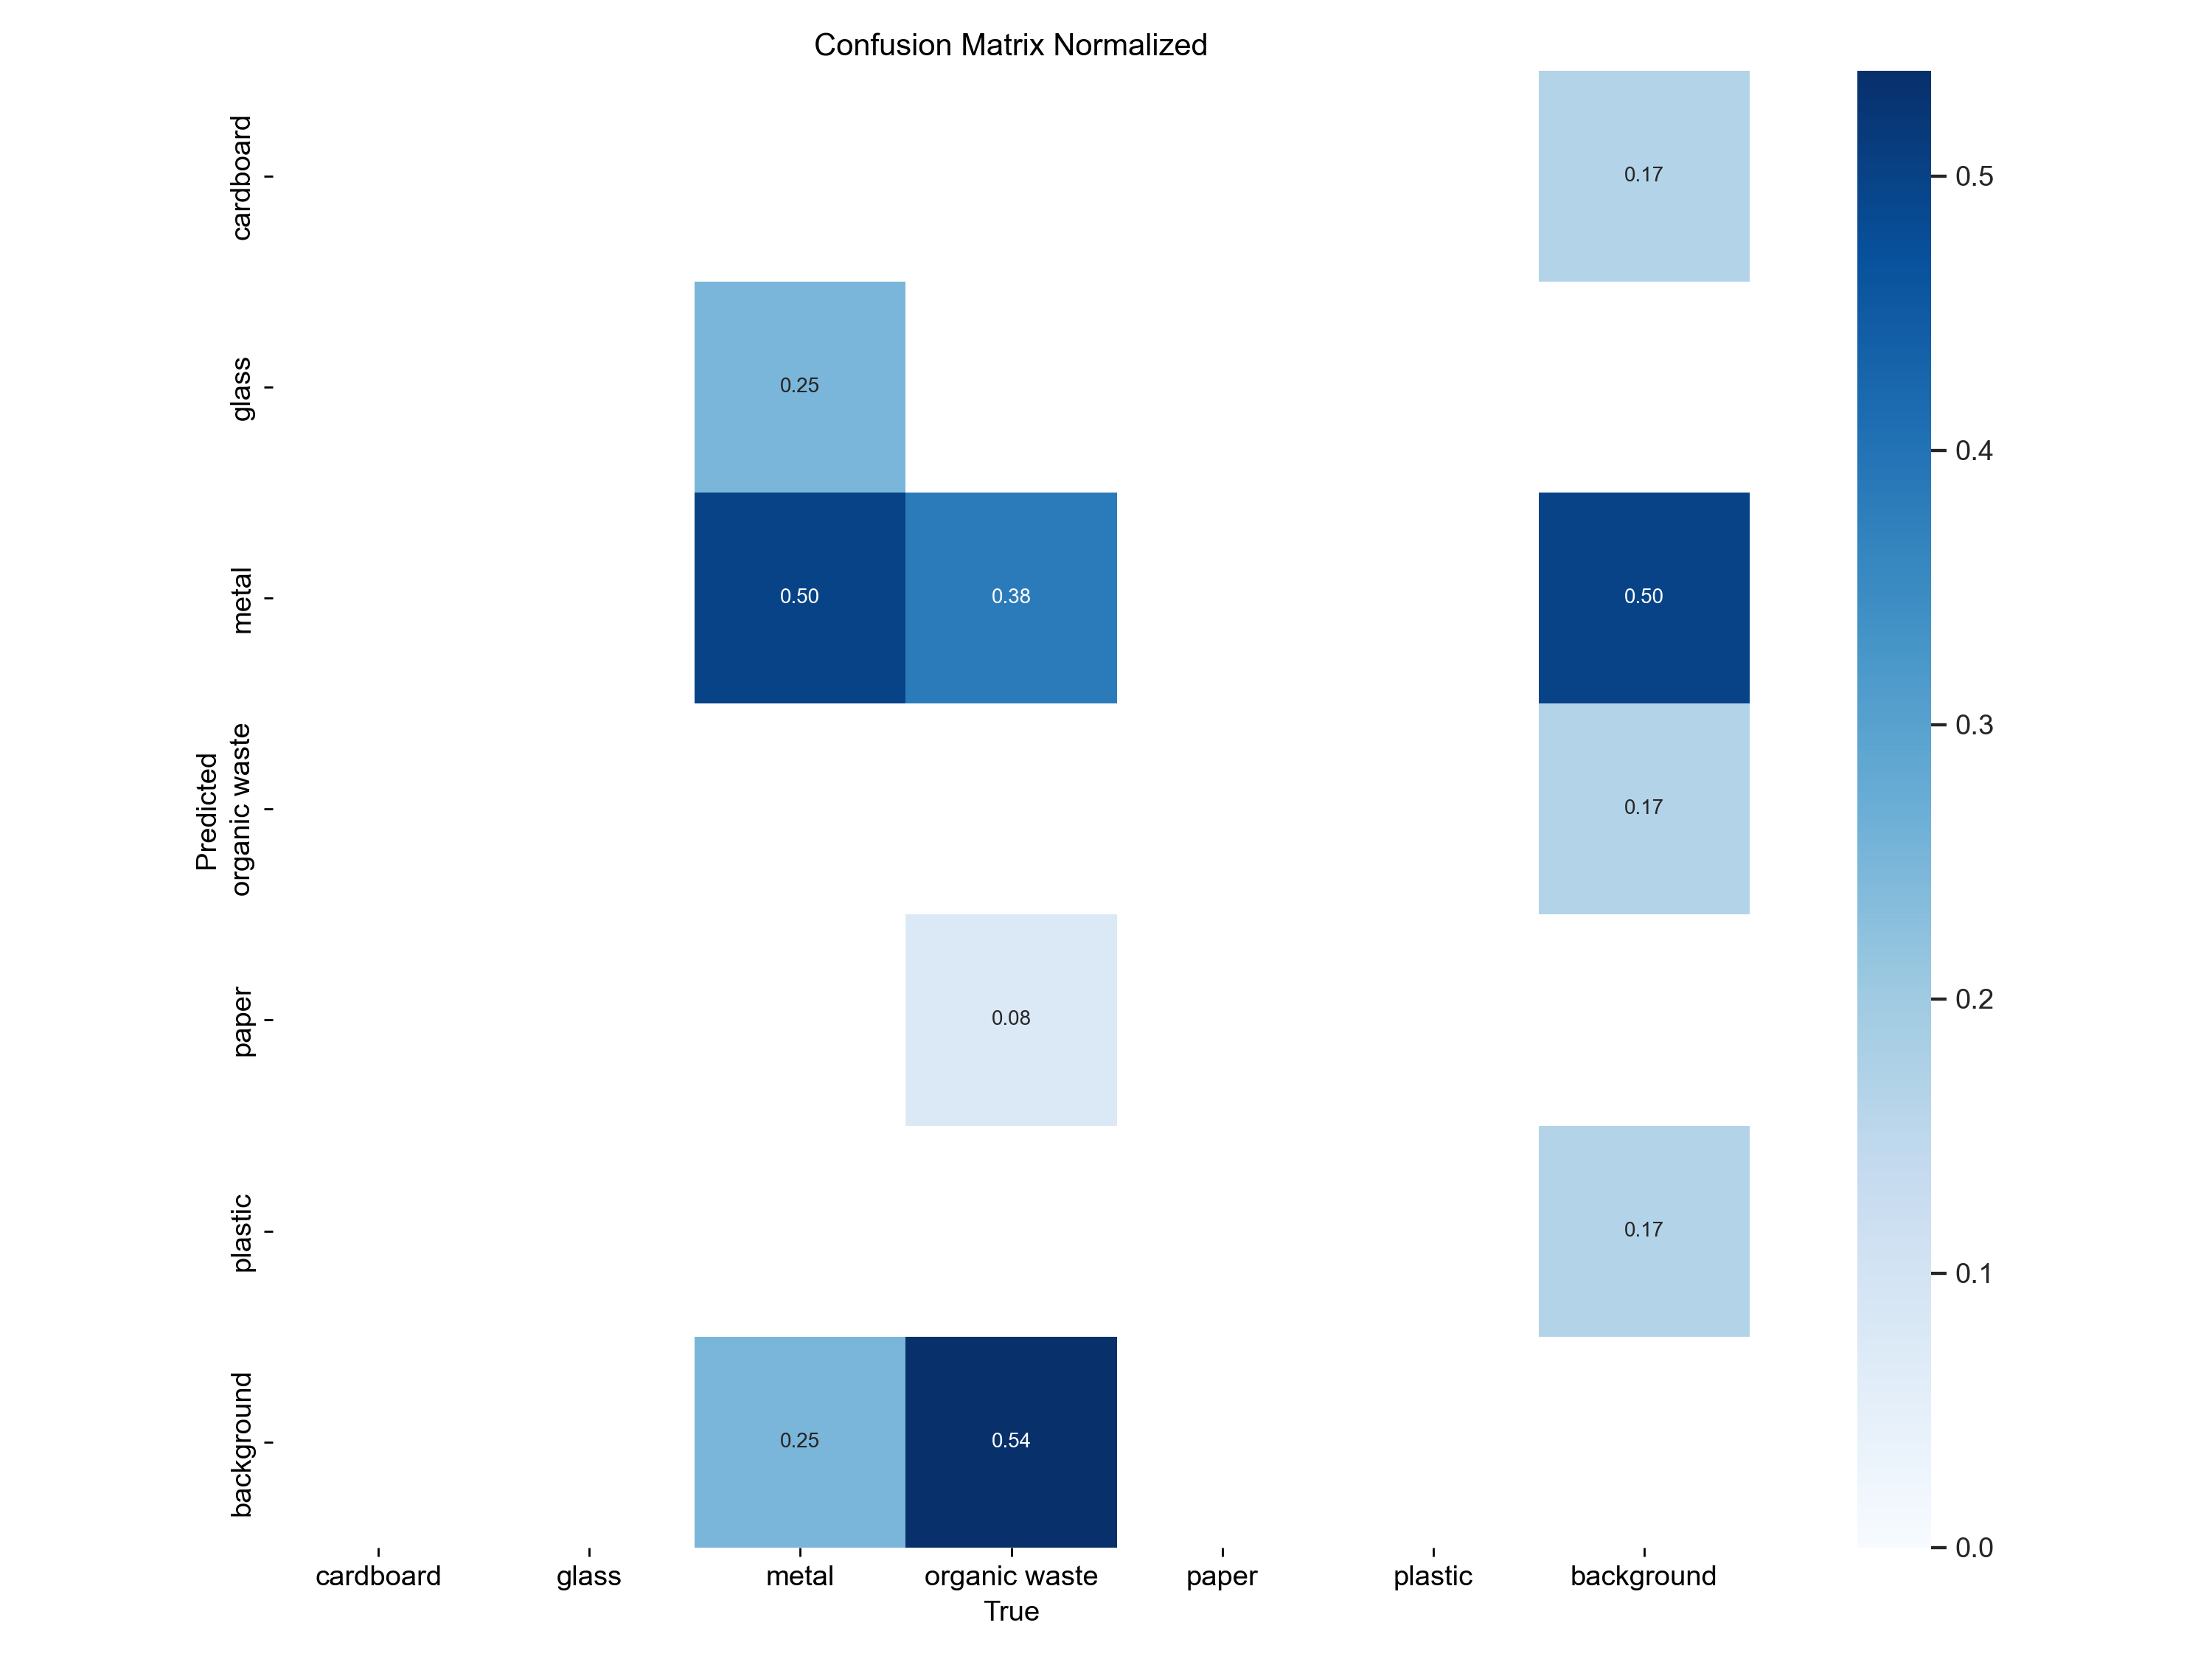 Confusion Matrix Normalized
cardboard
0.17
0.5
glass
0.25
0.4
metal
0.50 0.38 0.50
0.3
Predicted
organic waste
0.17
0.2
paper
0.08
plastic
0.17
0.1
background
0.25 0.54
0.0
cardboard glass metal organic waste paper plastic background
True